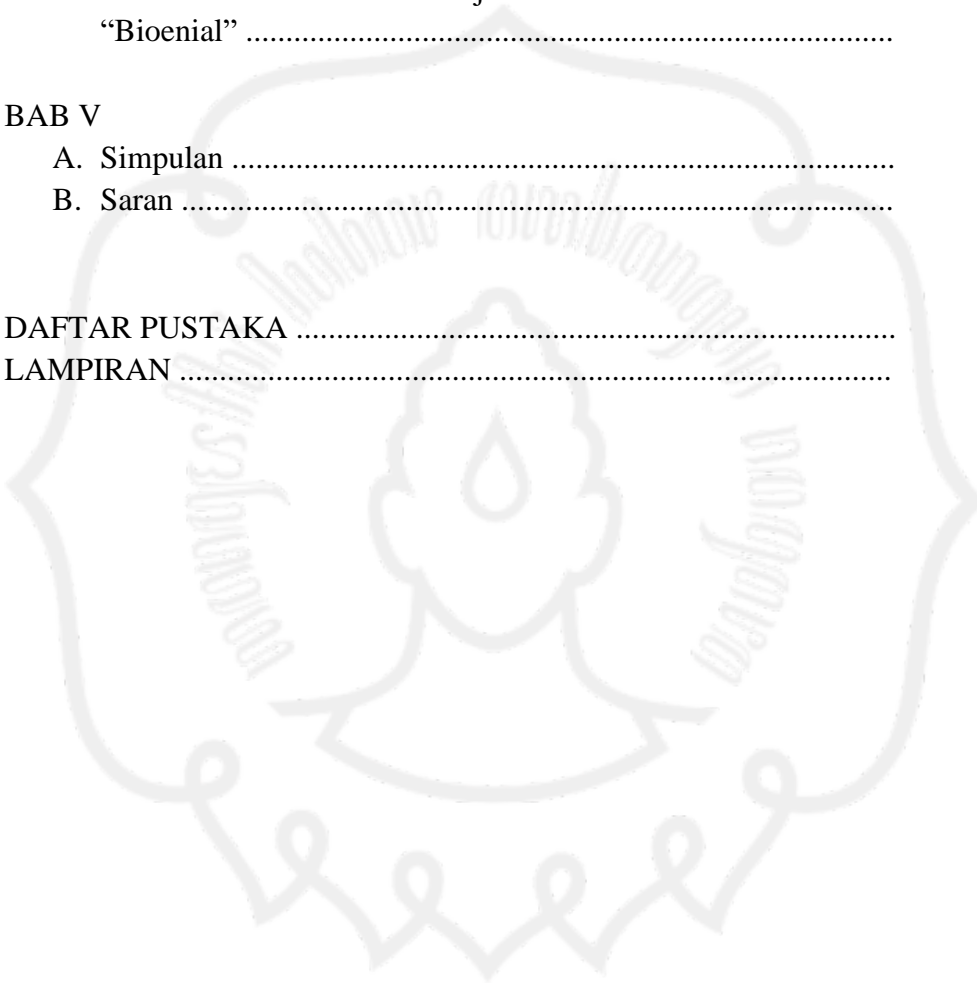 “Bioenial” .................................................................................
BAB V
A. Simpulan ...................................................................................
B. Saran .........................................................................................
DAFTAR PUSTAKA ...........................................................................
LAMPIRAN .........................................................................................